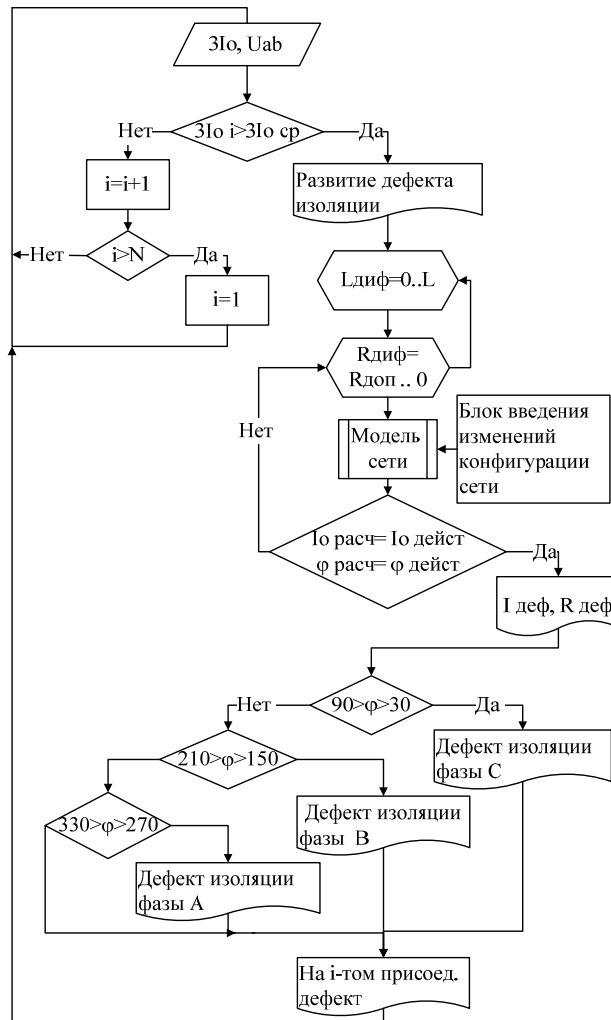 3Io, Uab
Нет
3Io i>3Io ср
Да
i=i+1
Развитие дефекта
изоляции
Нет
i>N
Да
Lдиф=0..L
i=1
Rдиф=
Rдоп .. 0
Нет
Модель
сети
Блок введения
изменений
конфигурации
сети
Io расч= Io дейст
φ расч= φ дейст
Да
I деф, R деф
Нет
90>φ>30
Да
210>φ>150
Дефект изоляции
фазы С
330>φ>270
Дефект изоляции
фазы В
Дефект изоляции
фазы А
На i-том присоед.
дефект